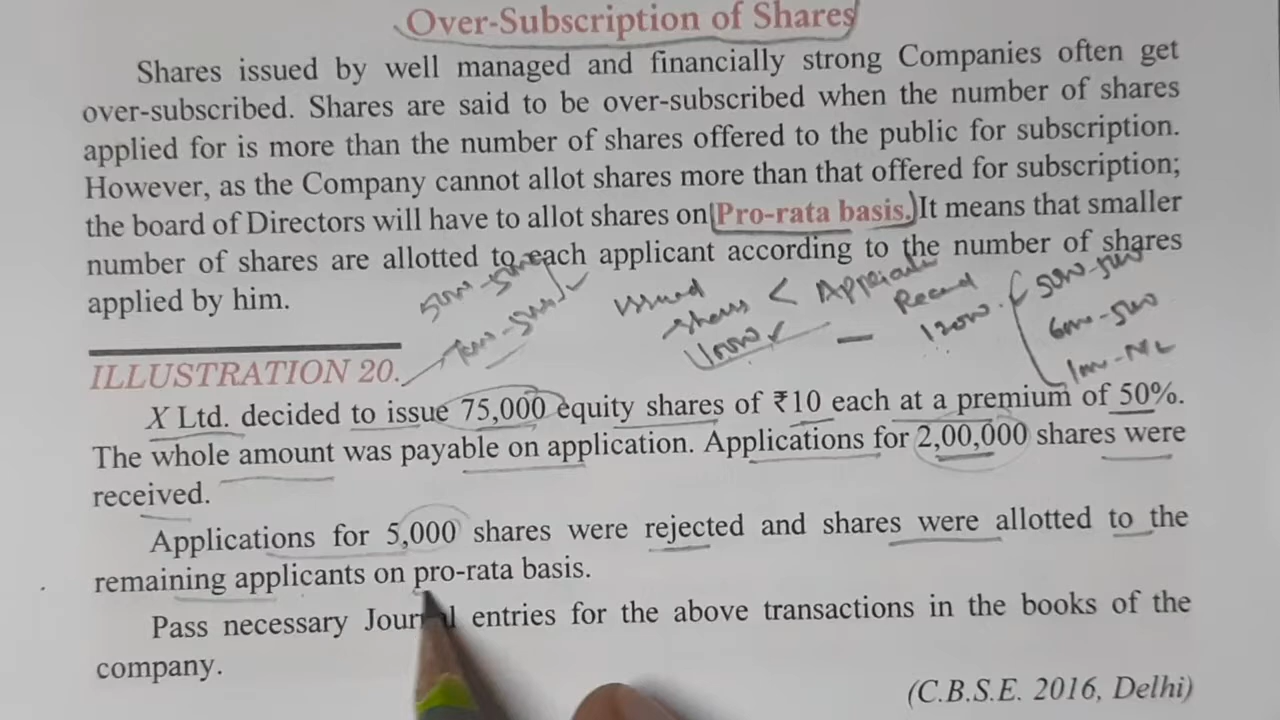 Over-Subscription of Shares
Shares issued by well managed and financially strong Companies often get
over-subscribed. Shares are said to be over-subscribed when the number of shares
applied for is more than the number of shares offered to the public for subscription.
However, as the Company cannot allot shares more than that offered for subscription;
the board of Directors will have to allot shares on Pro-rata basis. It means that smaller
number of shares are allotted to each applicant according to the number of shares
applied by him.
Issued
Shares <
ILLUSTRATION 20.
X Ltd. decided to issue 75,000 equity shares of ₹10 each at a premium of 50%.
The whole amount was payable on application. Applications for 2,00,000 shares were
received.
Applications for 5,000 shares were rejected and shares were allotted to the
remaining applicants on pro-rata basis.
Pass necessary entries for the above transactions in the books of the
company.
(C.B.S.E. 2016, Delhi)